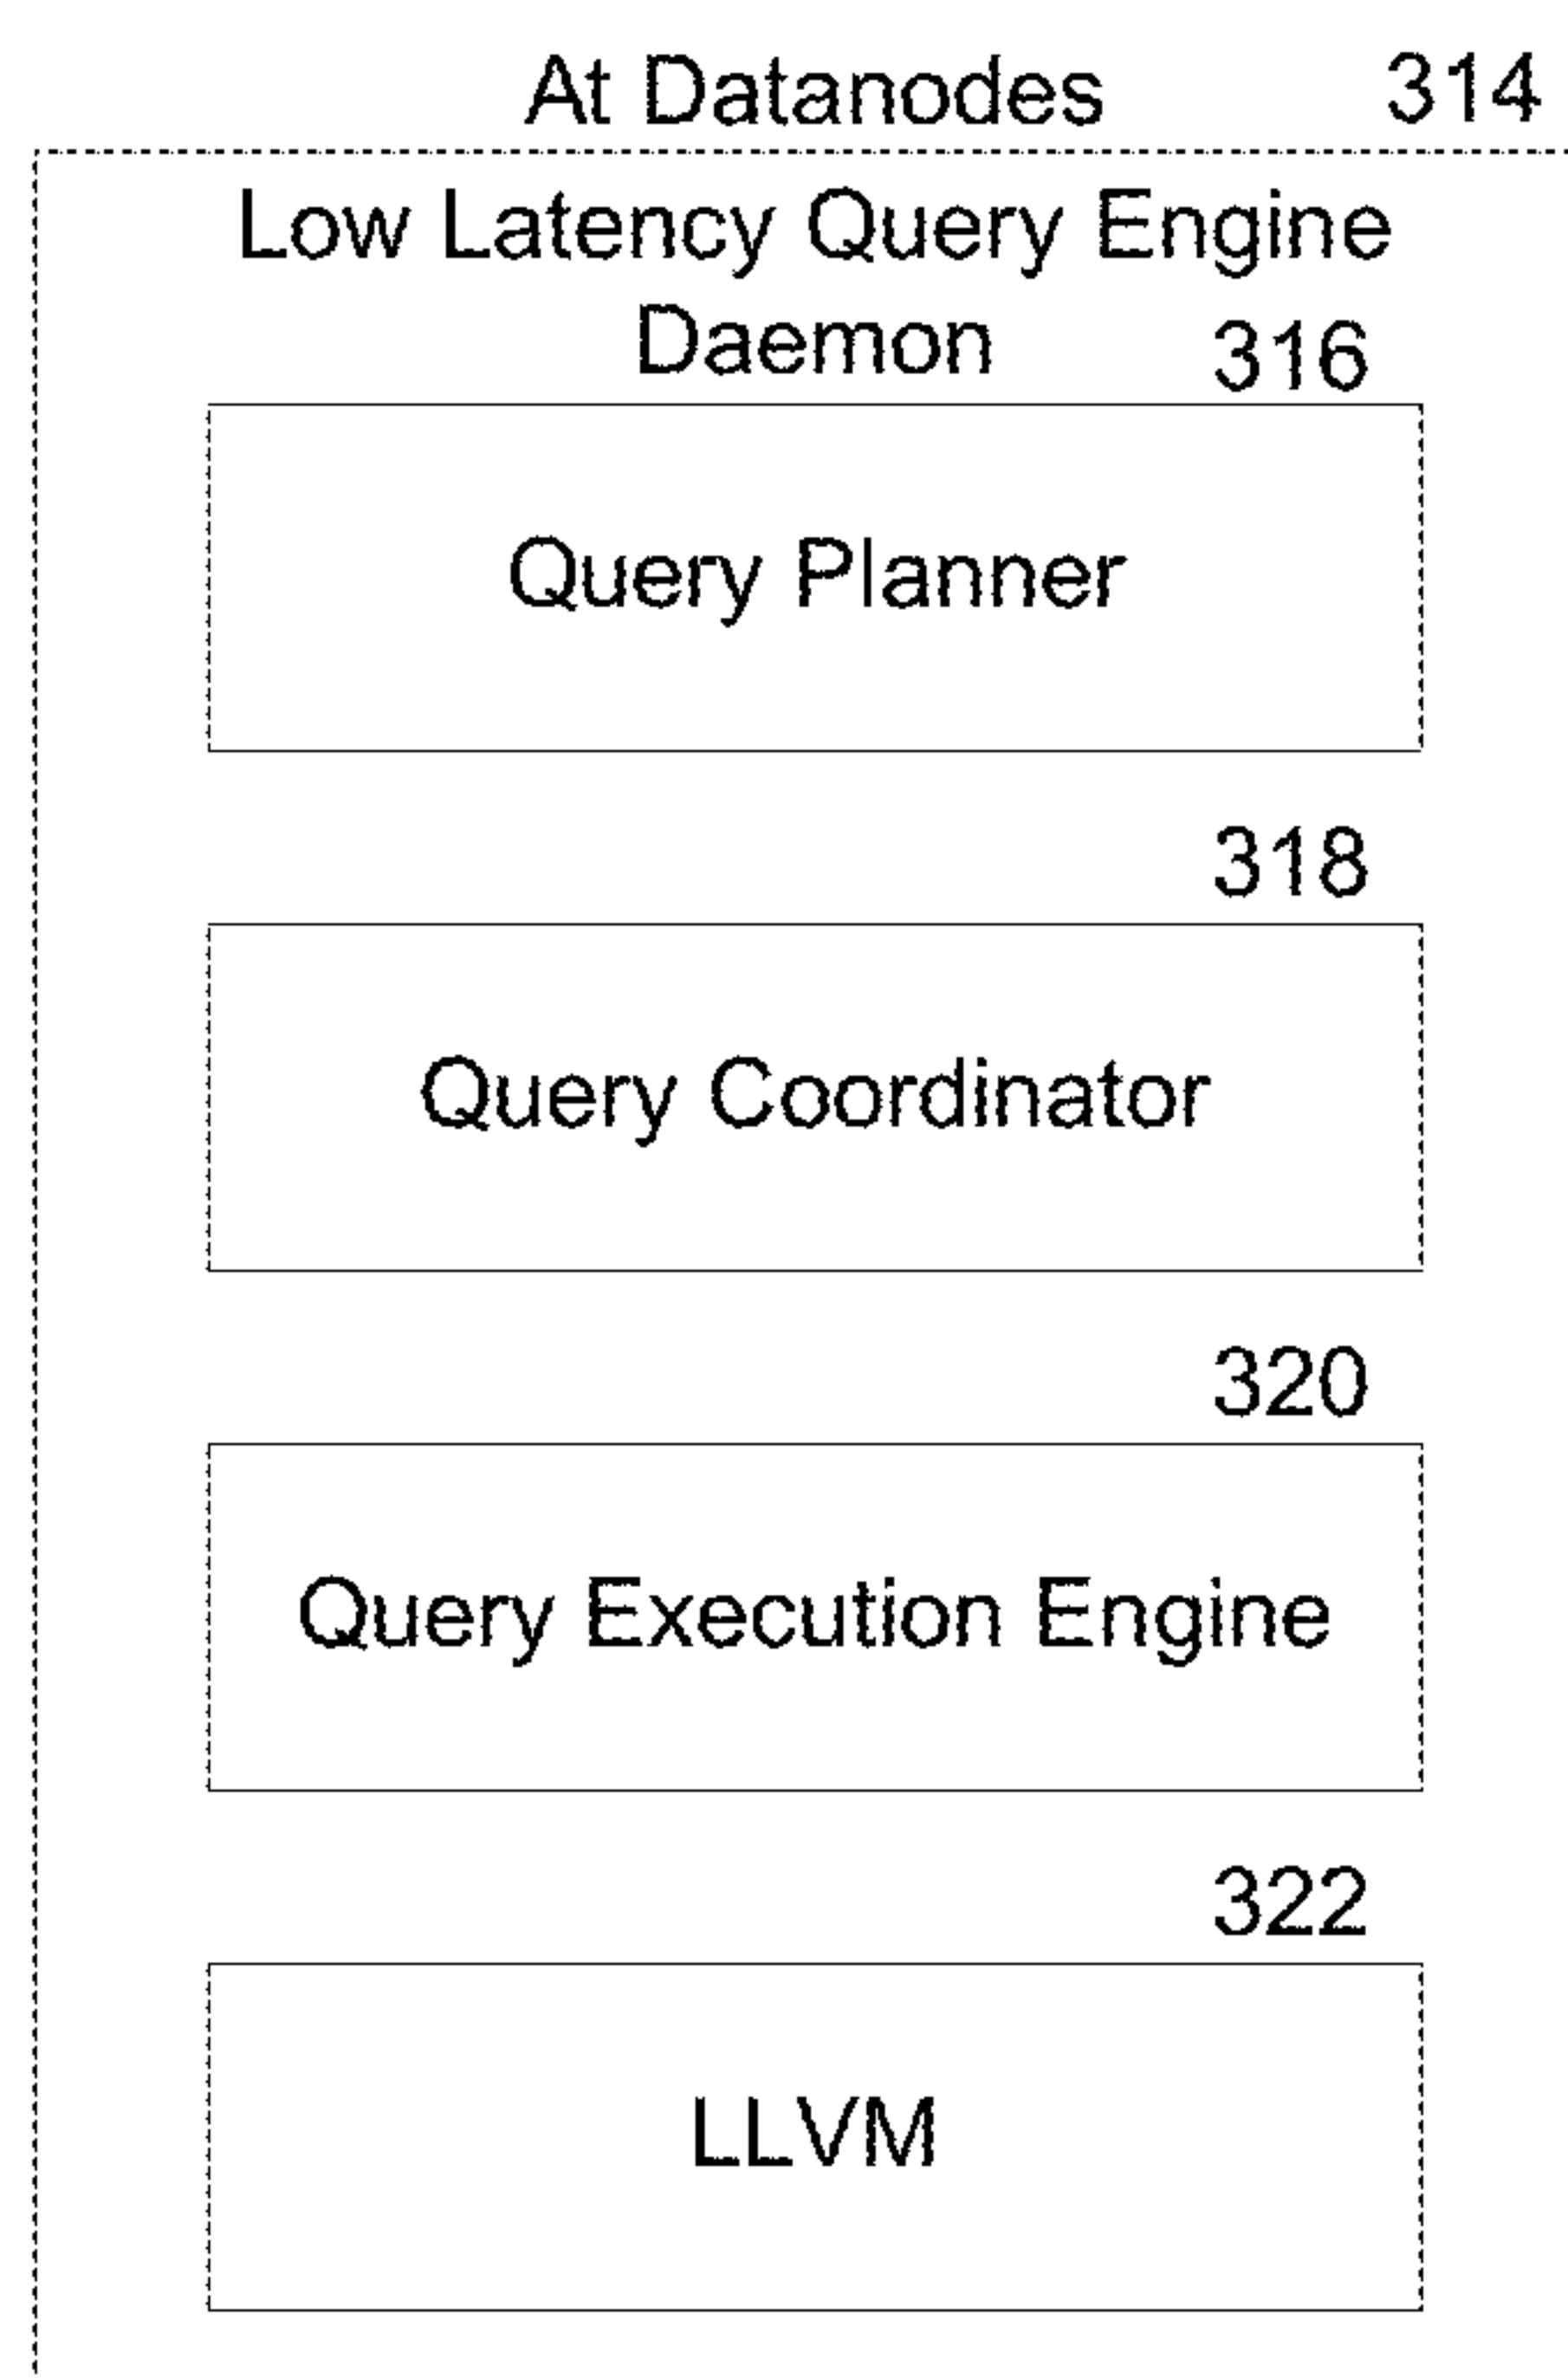 At Datanodes 314
Low Latency Query Engine
Daemon 316
Query Planner
318
Query Coordinator
320
Query Execution Engine
322
LLVM